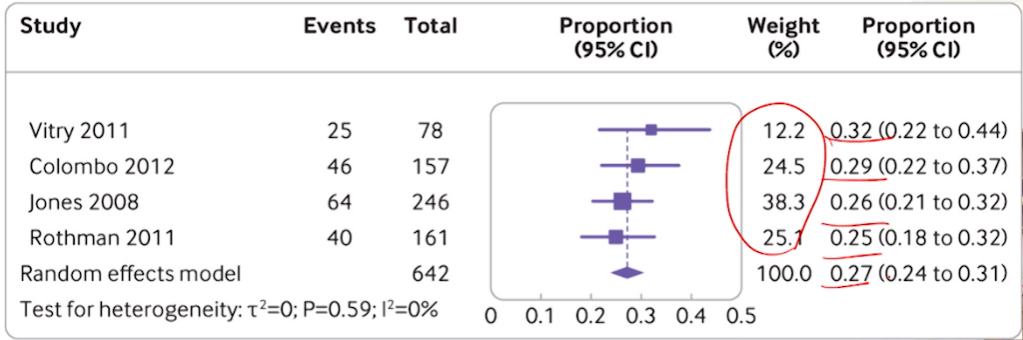 Study Events Total Proportion (95% CI) Weight (%) Proportion (95% CI)
Vitry 2011 25 78 12.2 0.32 (0.22 to 0.44)
Colombo 2012 46 157 24.5 0.29 (0.22 to 0.37)
Jones 2008 64 246 38.3 0.26 (0.21 to 0.32)
Rothman 2011 40 161 25.1 0.25 (0.18 to 0.32)
Random effects model 642 100.0 0.27 (0.24 to 0.31)
Test for heterogeneity: τ²=0; P=0.59; I²=0%
0 0.1 0.2 0.3 0.4 0.5